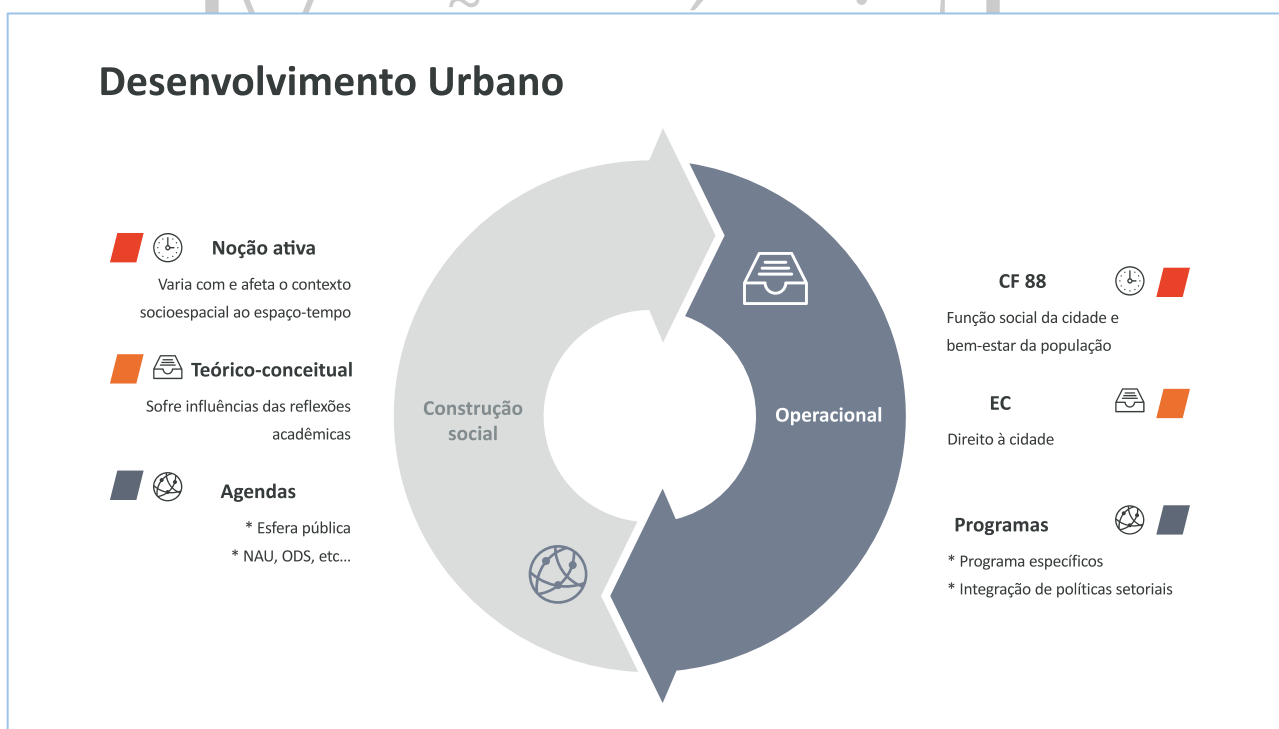 Desenvolvimento Urbano
Noção ativa
Varia com e afeta o contexto
socioespacial ao espaço-tempo
Teórico-conceitual
Sofre influências das reflexões
acadêmicas
Agendas
* Esfera pública
* NAU, ODS, etc...
Construção
social
Operacional
CF 88
Função social da cidade e
bem-estar da população
EC
Direito à cidade
Programas
* Programa específicos
* Integração de políticas setoriais